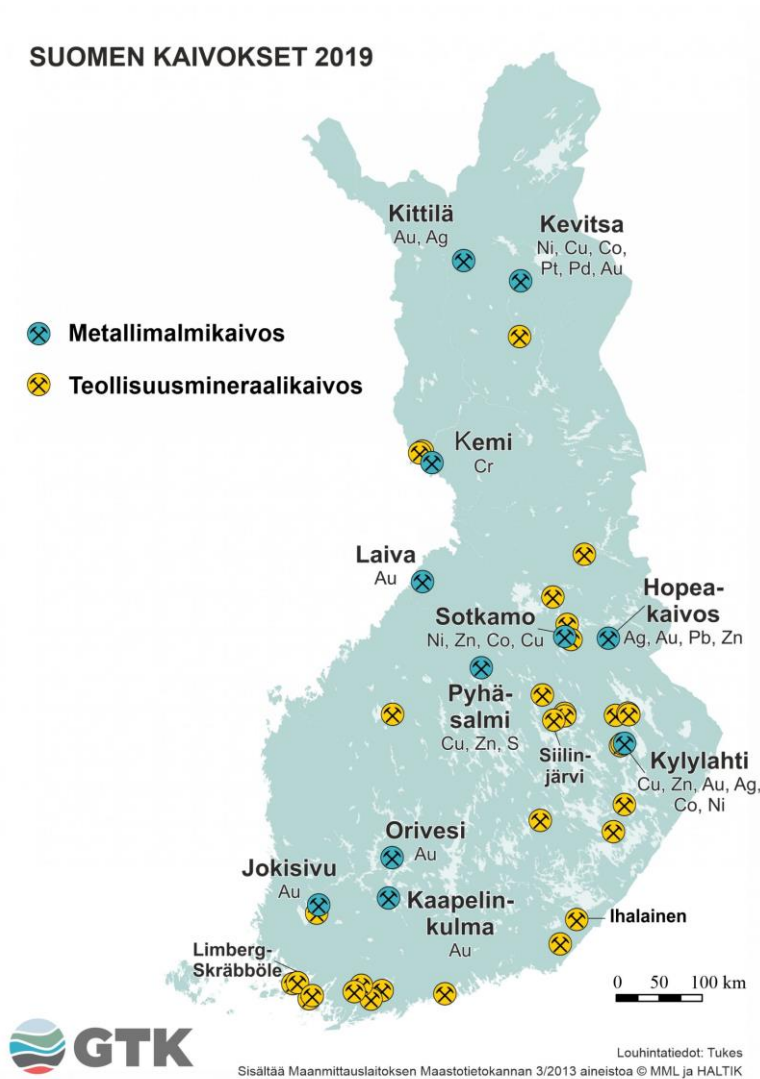 SUOMEN KAIVOKSET 2019
Kittilä
Au, Ag
Kevitsa
Ni, Cu, Co,
Pt, Pd, Au
Metallimalmikaivos
Teollisuusmineraalikaivos
Kemi
Cr
Laiva
Au
Hopea-
kaivos
Ag, Au, Pb, Zn
Sotkamo
Ni, Zn, Co, Cu
Pyhä-
salmi
Cu, Zn, S
Siilin-
järvi
Kylylahti
Cu, Zn, Au, Ag,
Co, Ni
Orivesi
Au
Jokisivu
Au
Kaapelin-
kulma
Au
Ihalainen
Limberg-
Skräbböle
0 50 100 km
GTK
Louhintatiedot: Tukes
Sisältää Maanmittauslaitoksen Maastotietokannan 3/2013 aineistoa © MML ja HALTIK